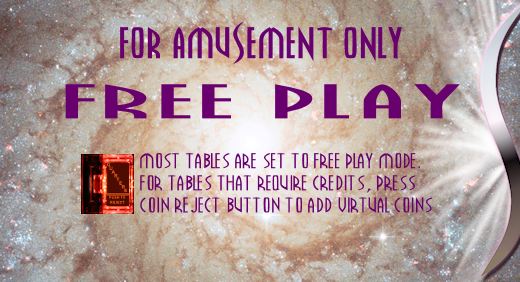 FOR AMUSEMENT ONLY
FREE PLAY
MOST TABLES ARE SET TO FREE PLAY MODE.
FOR TABLES THAT REQUIRE CREDITS, PRESS
COIN REJECT BUTTON TO ADD VIRTUAL COINS